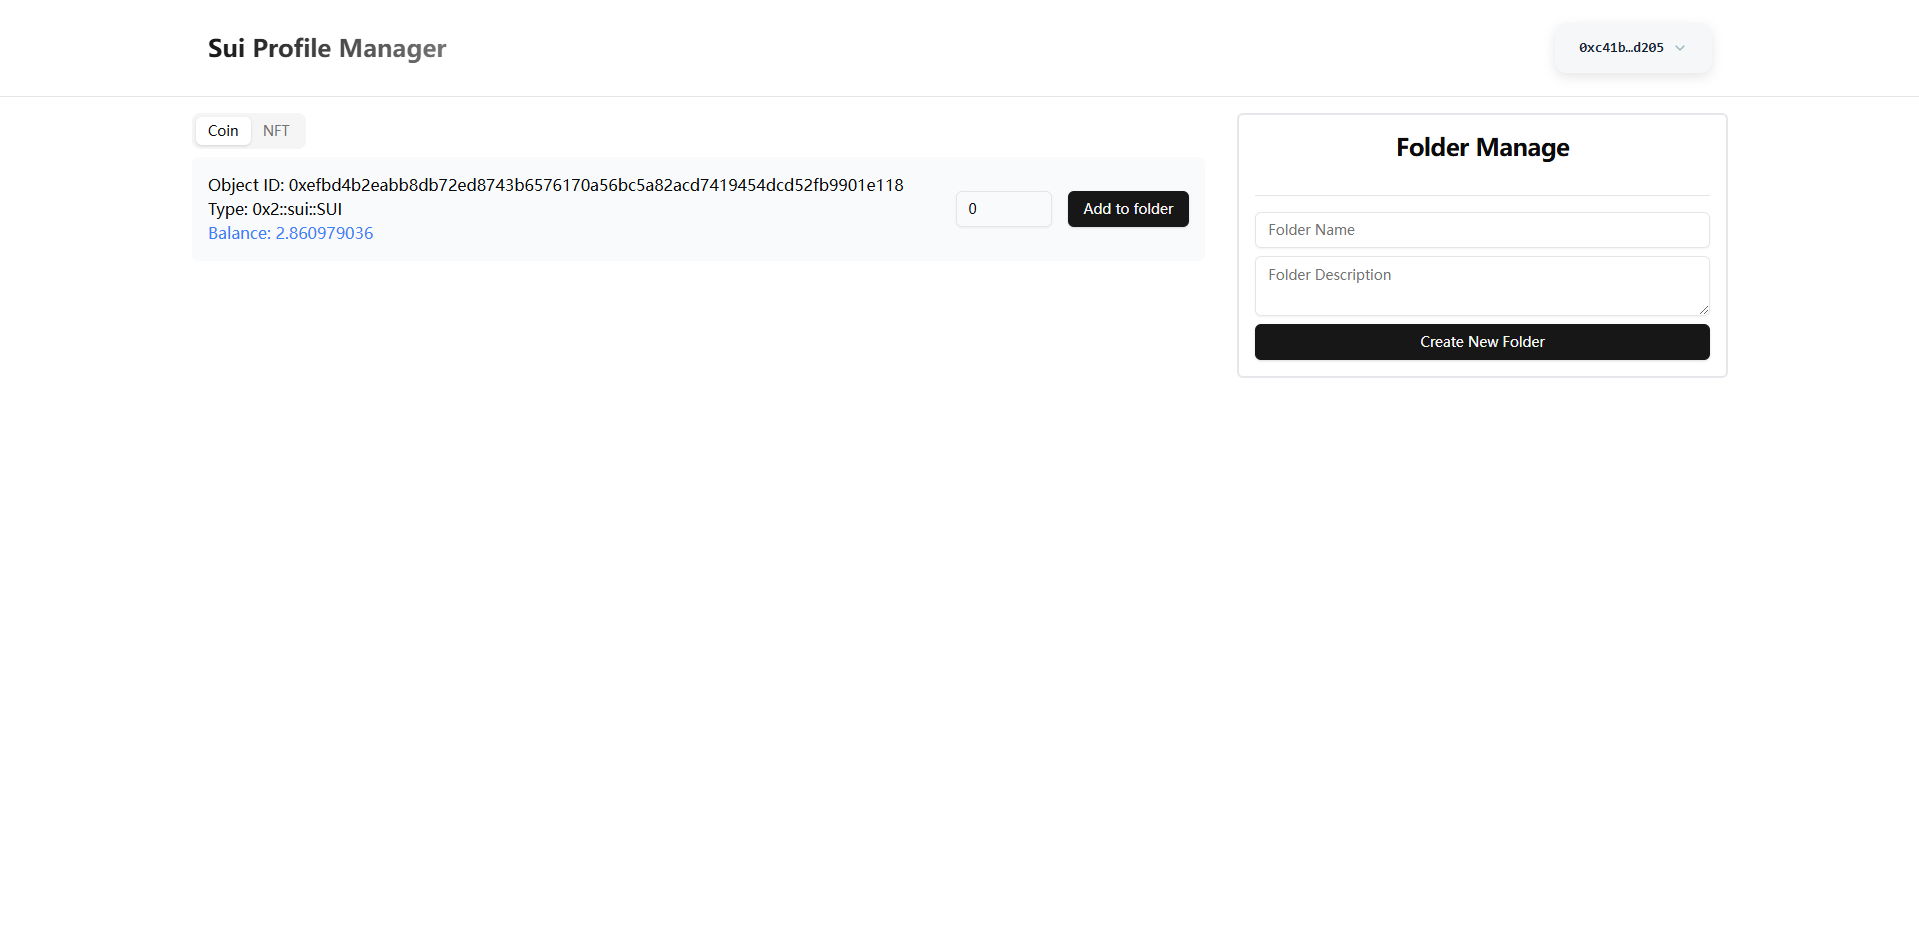 Sui Profile Manager
0xc41b…d205
Coin
NFT
Object ID: 0xefbd4b2eabb8db72ed8743b6576170a56bc5a82acd7419454dcd52fb9901e118
Type: 0x2::sui::SUI
Balance: 2.860979036
0
Add to folder
Folder Manage
Folder Name
Folder Description
Create New Folder